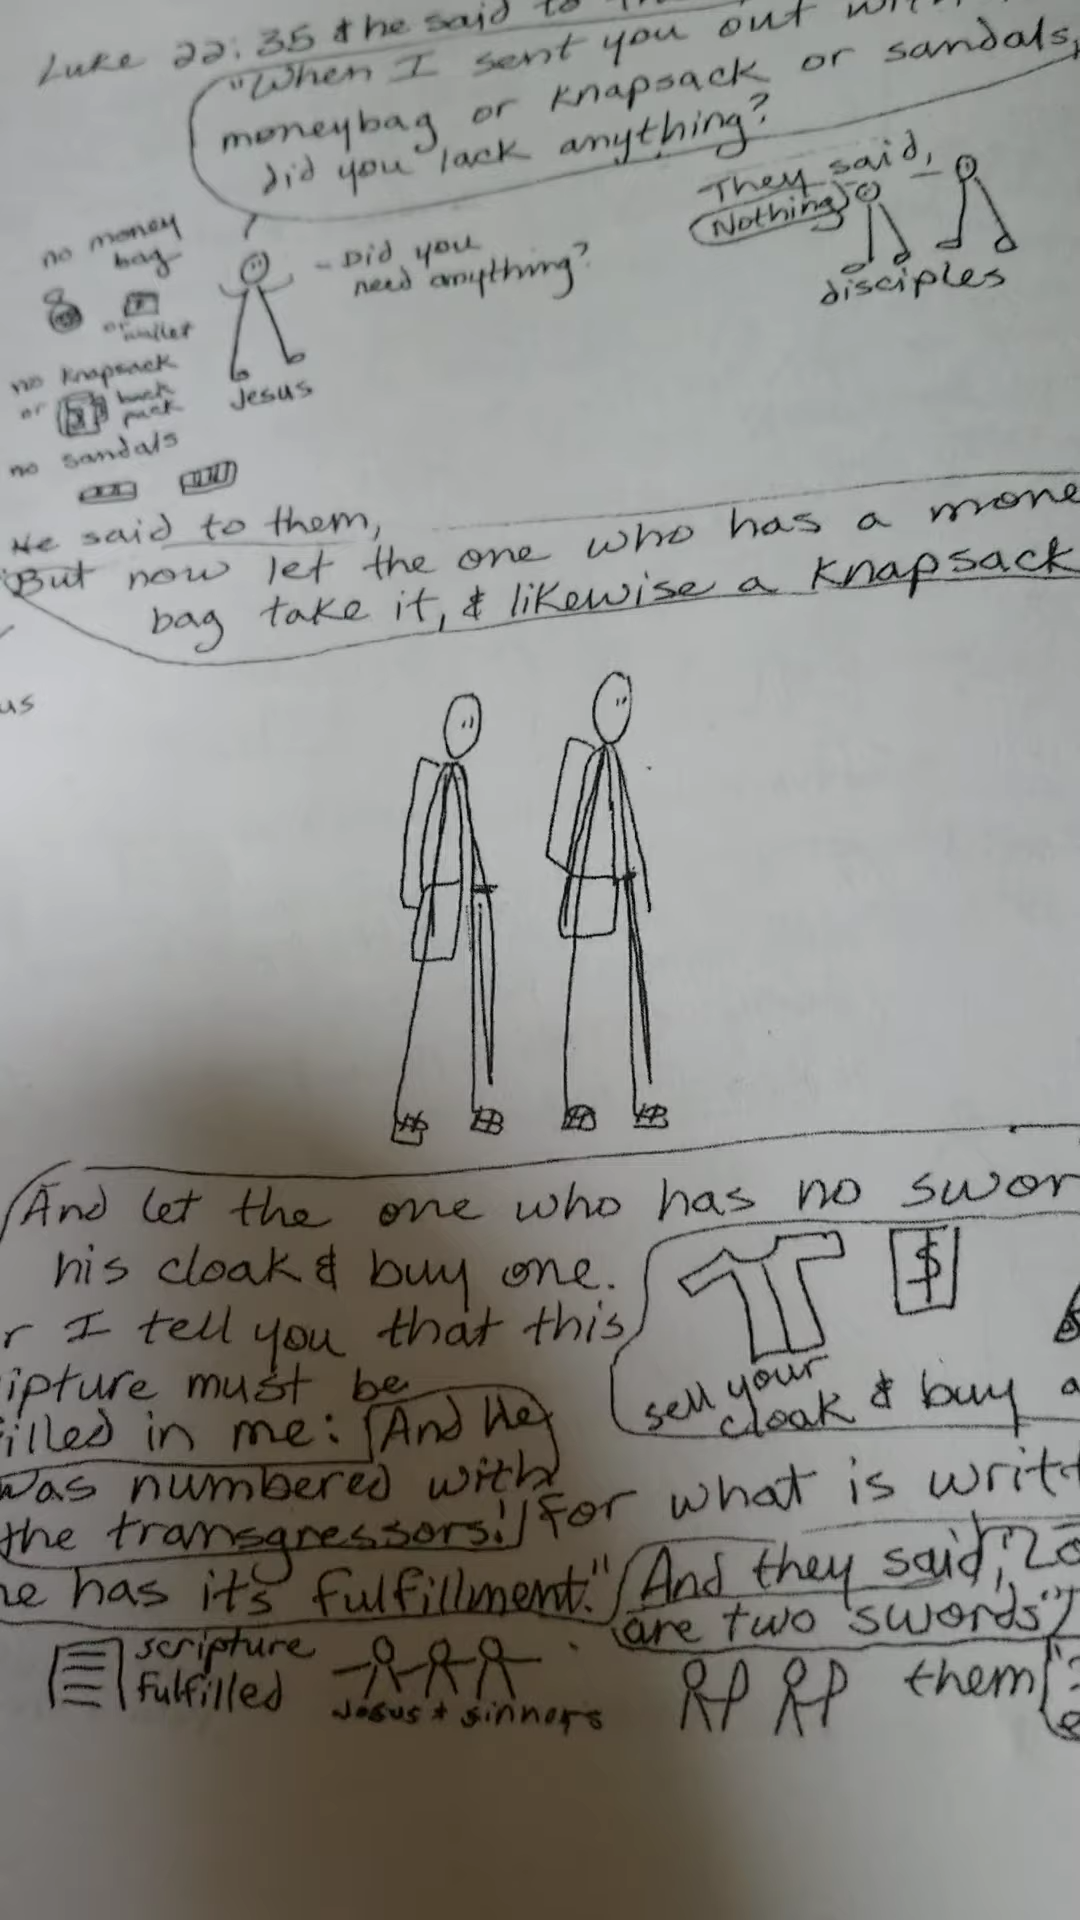 Luke 22:35 & he said to
"When I sent you out
moneybag or knapsack or sandals,
did you lack anything?
They said,
Nothing
disciples
no money
bag
or wallet
- Did you
need anything?
no knapsack
or back
pack
Jesus
no sandals
He said to them,
"But now let the one who has a mone
bag take it, & likewise a knapsack
us
And let the one who has no swor
his cloak & buy one.
r I tell you that this
ipture must be
illed in me: And He
was numbered with
the transgressors.' For what is writt
$
sell your
cloak & buy a
ne has it's fulfillment." And they said, "Lo
are two swords"
scripture
fulfilled
Jesus + sinners
them